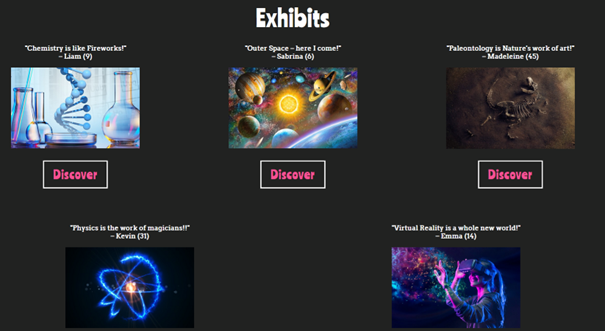 Exhibits
"Chemistry is like Fireworks!"
– Liam (9)
"Outer Space – here I come!"
– Sabrina (6)
"Paleontology is Nature's work of art!"
– Madeleine (45)
Discover
Discover
Discover
"Physics is the work of magicians!!"
– Kevin (31)
"Virtual Reality is a whole new world!"
– Emma (14)